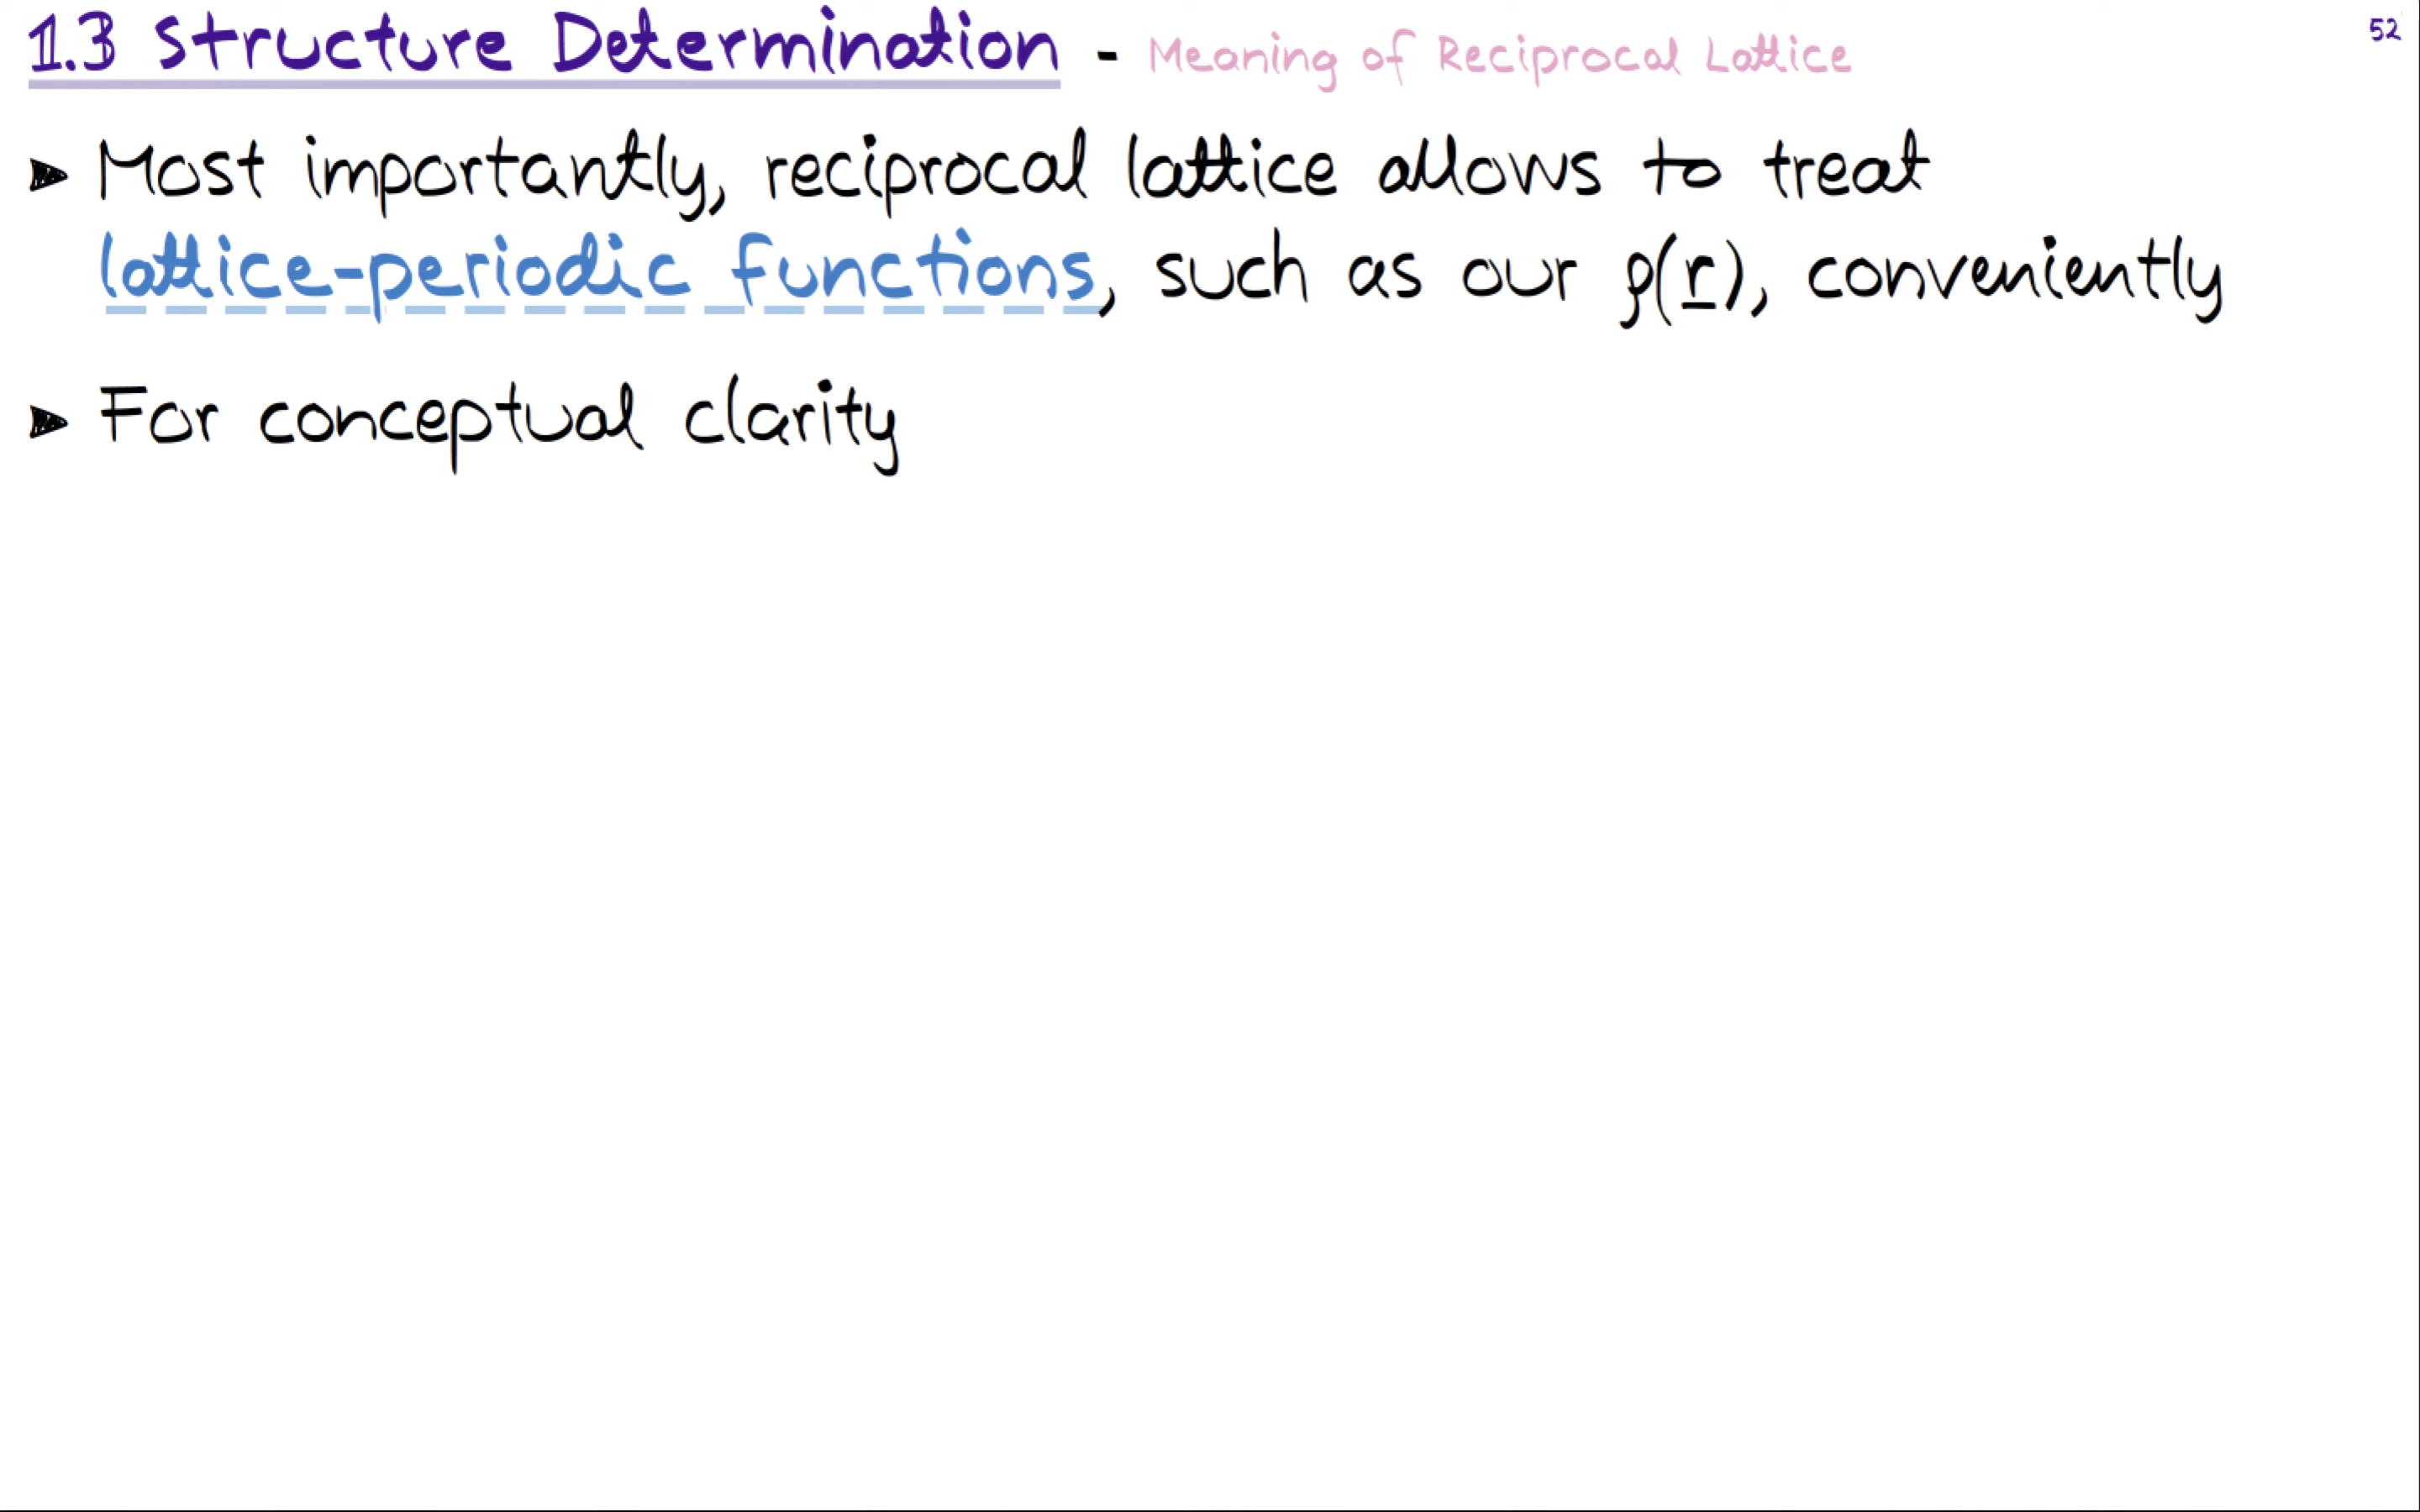 1.3 Structure Determination - Meaning of Reciprocal Lattice
52
► Most importantly, reciprocal lattice allows to treat
lattice-periodic functions, such as our ρ(r), conveniently
► For conceptual clarity